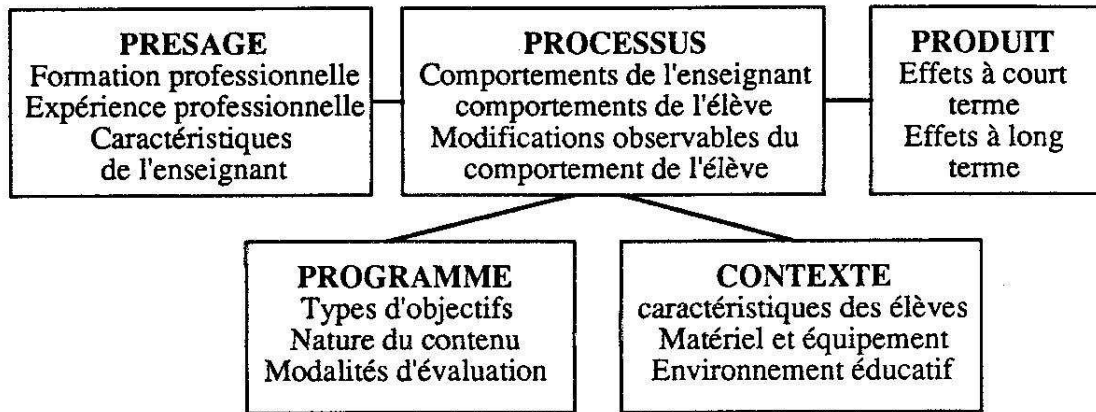 PRESAGE
Formation professionnelle
Expérience professionnelle
Caractéristiques
de l'enseignant
PROCESSUS
Comportements de l'enseignant
comportements de l'élève
Modifications observables du
comportement de l'élève
PRODUIT
Effets à court
terme
Effets à long
terme
PROGRAMME
Types d'objectifs
Nature du contenu
Modalités d'évaluation
CONTEXTE
caractéristiques des élèves
Matériel et équipement
Environnement éducatif